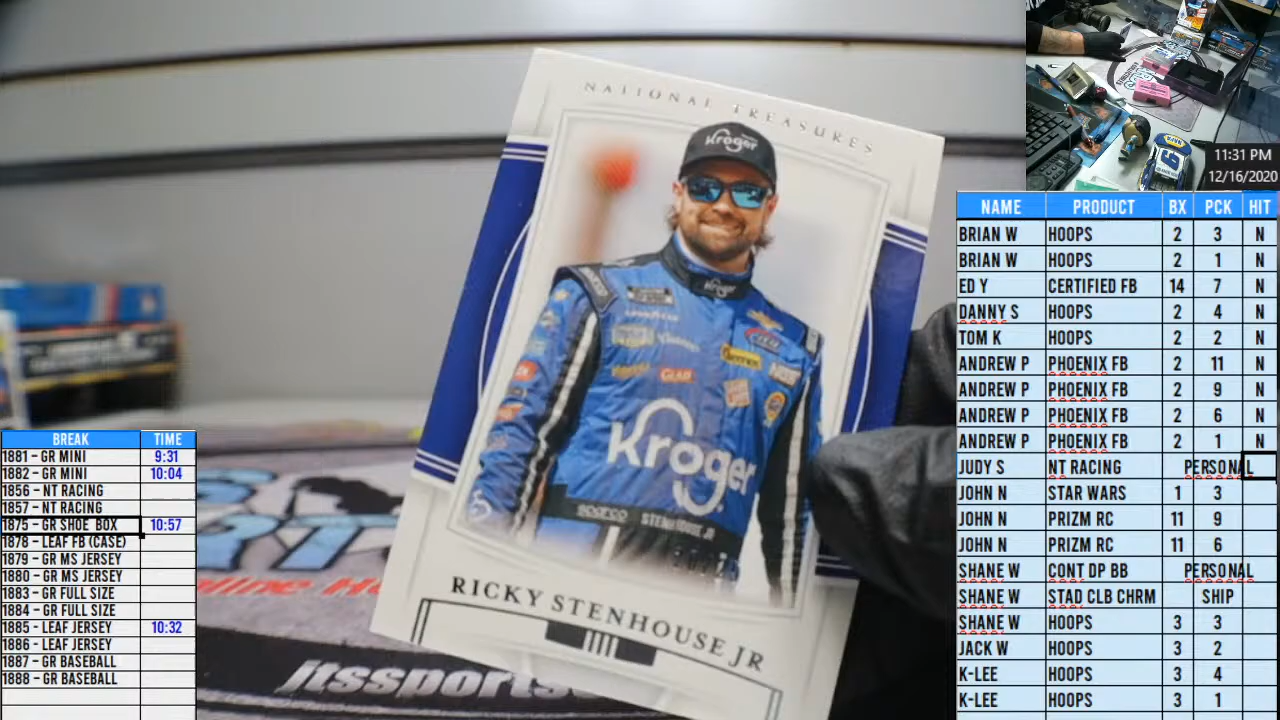 NATIONAL TREASURES
Kroger
Kroger
Kroger
STENHOUSE JR
RICKY STENHOUSE JR
jtssports
11:31 PM
12/16/2020
NAME PRODUCT BX PCK HIT
BRIAN W HOOPS 2 3 N
BRIAN W HOOPS 2 1 N
ED Y CERTIFIED FB 14 7 N
DANNY S HOOPS 2 4 N
TOM K HOOPS 2 2 N
ANDREW P PHOENIX FB 2 11 N
ANDREW P PHOENIX FB 2 9 N
ANDREW P PHOENIX FB 2 6 N
ANDREW P PHOENIX FB 2 1 N
JUDY S NT RACING PERSONAL
JOHN N STAR WARS 1 3
JOHN N PRIZM RC 11 9
JOHN N PRIZM RC 11 6
SHANE W CONT DP BB PERSONAL
SHANE W STAD CLB CHRM SHIP
SHANE W HOOPS 3 3
JACK W HOOPS 3 2
K-LEE HOOPS 3 4
K-LEE HOOPS 3 1
BREAK TIME
1881 - GR MINI 9:31
1882 - GR MINI 10:04
1856 - NT RACING
1857 - NT RACING
1875 - GR SHOE BOX 10:57
1878 - LEAF FB (CASE)
1879 - GR MS JERSEY
1880 - GR MS JERSEY
1883 - GR FULL SIZE
1884 - GR FULL SIZE
1885 - LEAF JERSEY 10:32
1886 - LEAF JERSEY
1887 - GR BASEBALL
1888 - GR BASEBALL